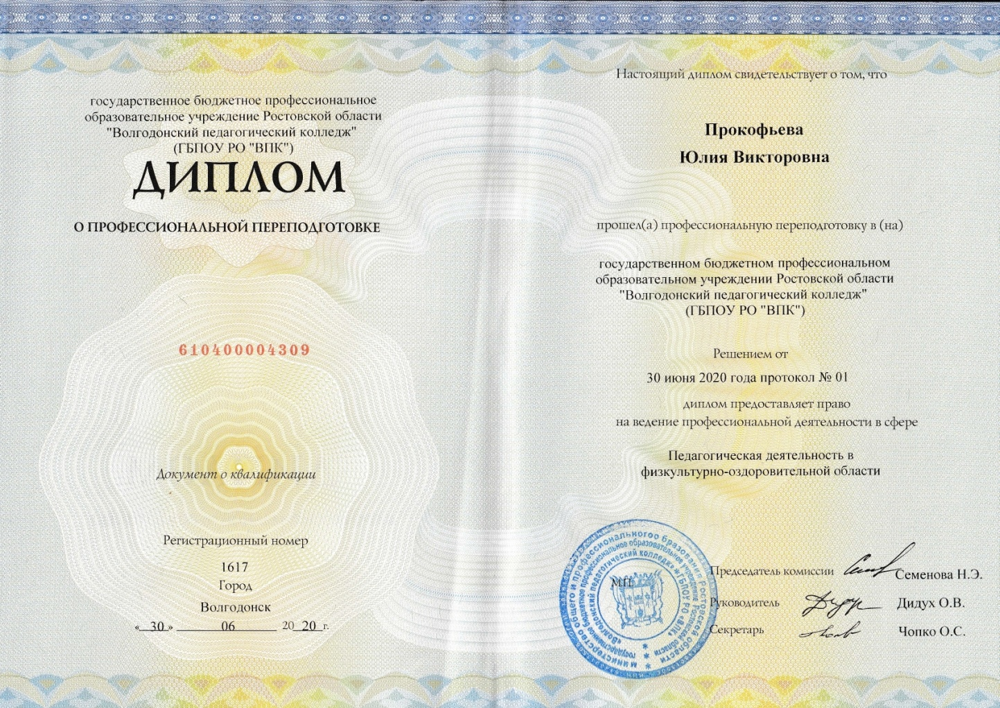 государственное бюджетное профессиональное
образовательное учреждение Ростовской области
"Волгодонский педагогический колледж"
(ГБПОУ РО "ВПК")
ДИПЛОМ
О ПРОФЕССИОНАЛЬНОЙ ПЕРЕПОДГОТОВКЕ
610400004309
Документ о квалификации
Регистрационный номер
1617
Город
Волгодонск
« 30 » 06 20 20 г.
Настоящий диплом свидетельствует о том, что
Прокофьева
Юлия Викторовна
прошел(а) профессиональную переподготовку в (на)
государственном бюджетном профессиональном
образовательном учреждении Ростовской области
"Волгодонский педагогический колледж"
(ГБПОУ РО "ВПК")
Решением от
30 июня 2020 года протокол № 01
диплом предоставляет право
на ведение профессиональной деятельности в сфере
Педагогическая деятельность в
физкультурно-оздоровительной области
министерство общего и профессионального образования Ростовской области
государственное бюджетное профессиональное образовательное учреждение Ростовской области
«Волгодонский педагогический колледж» (ГБПОУ РО «ВПК»)
М.П.
Председатель комиссии Семенова Н.Э.
Руководитель Дидух О.В.
Секретарь Чопко О.С.